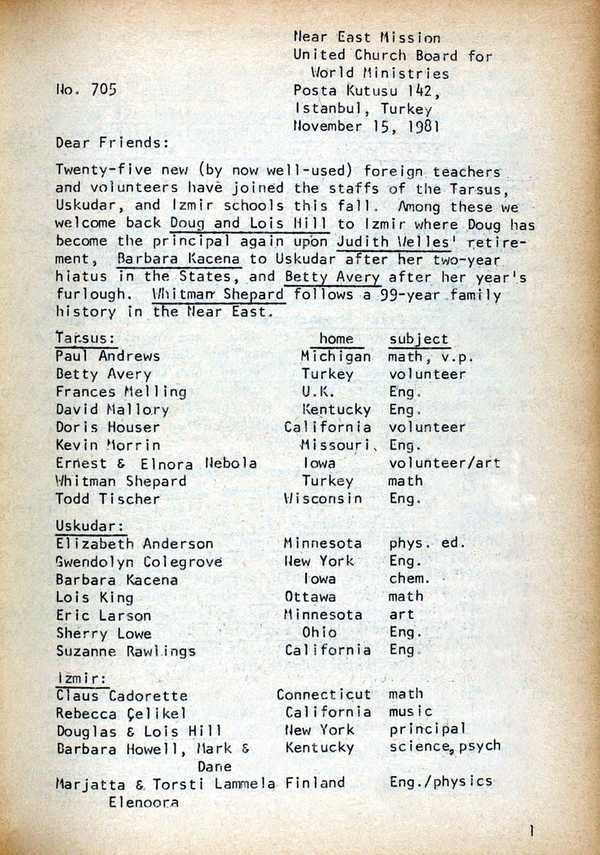 Near East Mission
United Church Board for
World Ministries
No. 705 Posta Kutusu 142,
Istanbul, Turkey
November 15, 1981
Dear Friends:
Twenty-five new (by now well-used) foreign teachers
and volunteers have joined the staffs of the Tarsus,
Uskudar, and Izmir schools this fall. Among these we
welcome back Doug and Lois Hill to Izmir where Doug has
become the principal again upon Judith Welles' retire-
ment, Barbara Kacena to Uskudar after her two-year
hiatus in the States, and Betty Avery after her year's
furlough. Whitman Shepard follows a 99-year family
history in the Near East.
Tarsus: home subject
Paul Andrews Michigan math, v.p.
Betty Avery Turkey volunteer
Frances Melling U.K. Eng.
David Mallory Kentucky Eng.
Doris Houser California volunteer
Kevin Morrin Missouri Eng.
Ernest & Elnora Nebola Iowa volunteer/art
Whitman Shepard Turkey math
Todd Tischer Wisconsin Eng.
Uskudar:
Elizabeth Anderson Minnesota phys. ed.
Gwendolyn Colegrove New York Eng.
Barbara Kacena Iowa chem.
Lois King Ottawa math
Eric Larson Minnesota art
Sherry Lowe Ohio Eng.
Suzanne Rawlings California Eng.
Izmir:
Claus Cadorette Connecticut math
Rebecca Çelikel California music
Douglas & Lois Hill New York principal
Barbara Howell, Mark & Kentucky science, psych
Dane
Marjatta & Torsti Lammela Finland Eng./physics
Elenoora
1